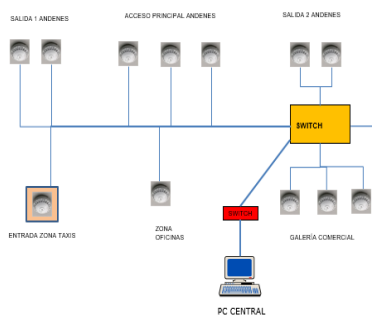 SALIDA 1 ANDENES
ACCESO PRINCIPAL ANDENES
SALIDA 2 ANDENES
SWITCH
SWITCH
ENTRADA ZONA TAXIS
ZONA
OFICINAS
GALERÍA COMERCIAL
PC CENTRAL